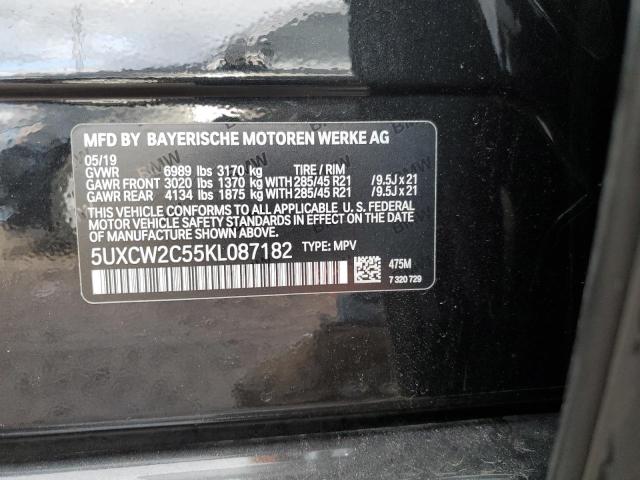 MFD BY BAYERISCHE MOTOREN WERKE AG
05/19
GVWR 6989 lbs 3170 kg TIRE / RIM
GAWR FRONT 3020 lbs 1370 kg WITH 285/45 R21 /9.5J x 21
GAWR REAR 4134 lbs 1875 kg WITH 285/45 R21 /9.5J x 21
THIS VEHICLE CONFORMS TO ALL APPLICABLE U. S. FEDERAL
MOTOR VEHICLE SAFETY STANDARDS IN EFFECT ON THE DATE
OF MANUFACTURE SHOWN ABOVE.
5UXCW2C55KL087182 TYPE: MPV
475M
7 320 729